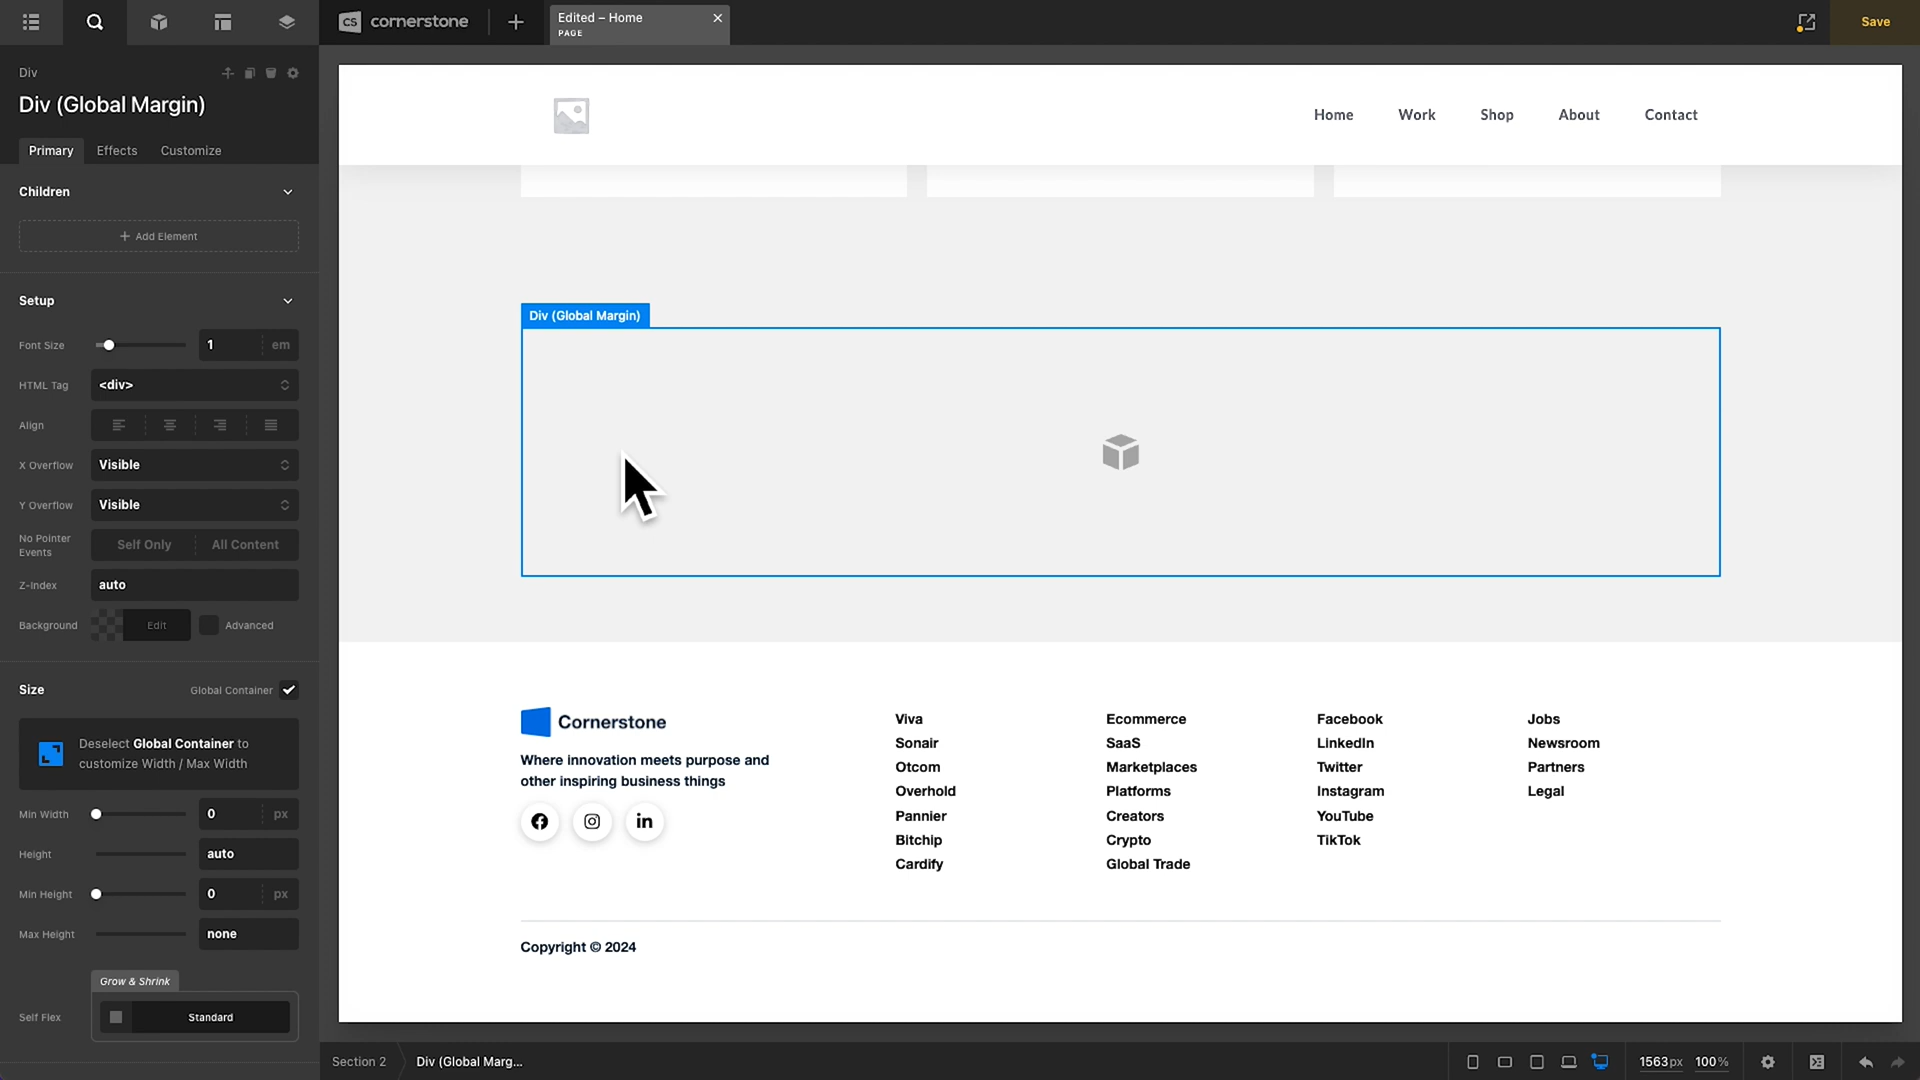 CS cornerstone
Edited – Home
PAGE
Save
Div
Div (Global Margin)
Primary
Effects
Customize
Children
Add Element
Setup
Font Size
1
em
HTML Tag
<div>
Align
X Overflow
Visible
Y Overflow
Visible
No Pointer
Events
Self Only
All Content
Z-Index
auto
Background
Edit
Advanced
Size
Global Container
Deselect Global Container to
customize Width / Max Width
Min Width
0
px
Height
auto
Min Height
0
px
Max Height
none
Grow & Shrink
Self Flex
Standard
Home
Work
Shop
About
Contact
Div (Global Margin)
Cornerstone
Where innovation meets purpose and
other inspiring business things
in
Viva
Sonair
Otcom
Overhold
Pannier
Bitchip
Cardify
Ecommerce
SaaS
Marketplaces
Platforms
Creators
Crypto
Global Trade
Facebook
LinkedIn
Twitter
Instagram
YouTube
TikTok
Jobs
Newsroom
Partners
Legal
Copyright © 2024
Section 2
Div (Global Marg...
1563px
100%